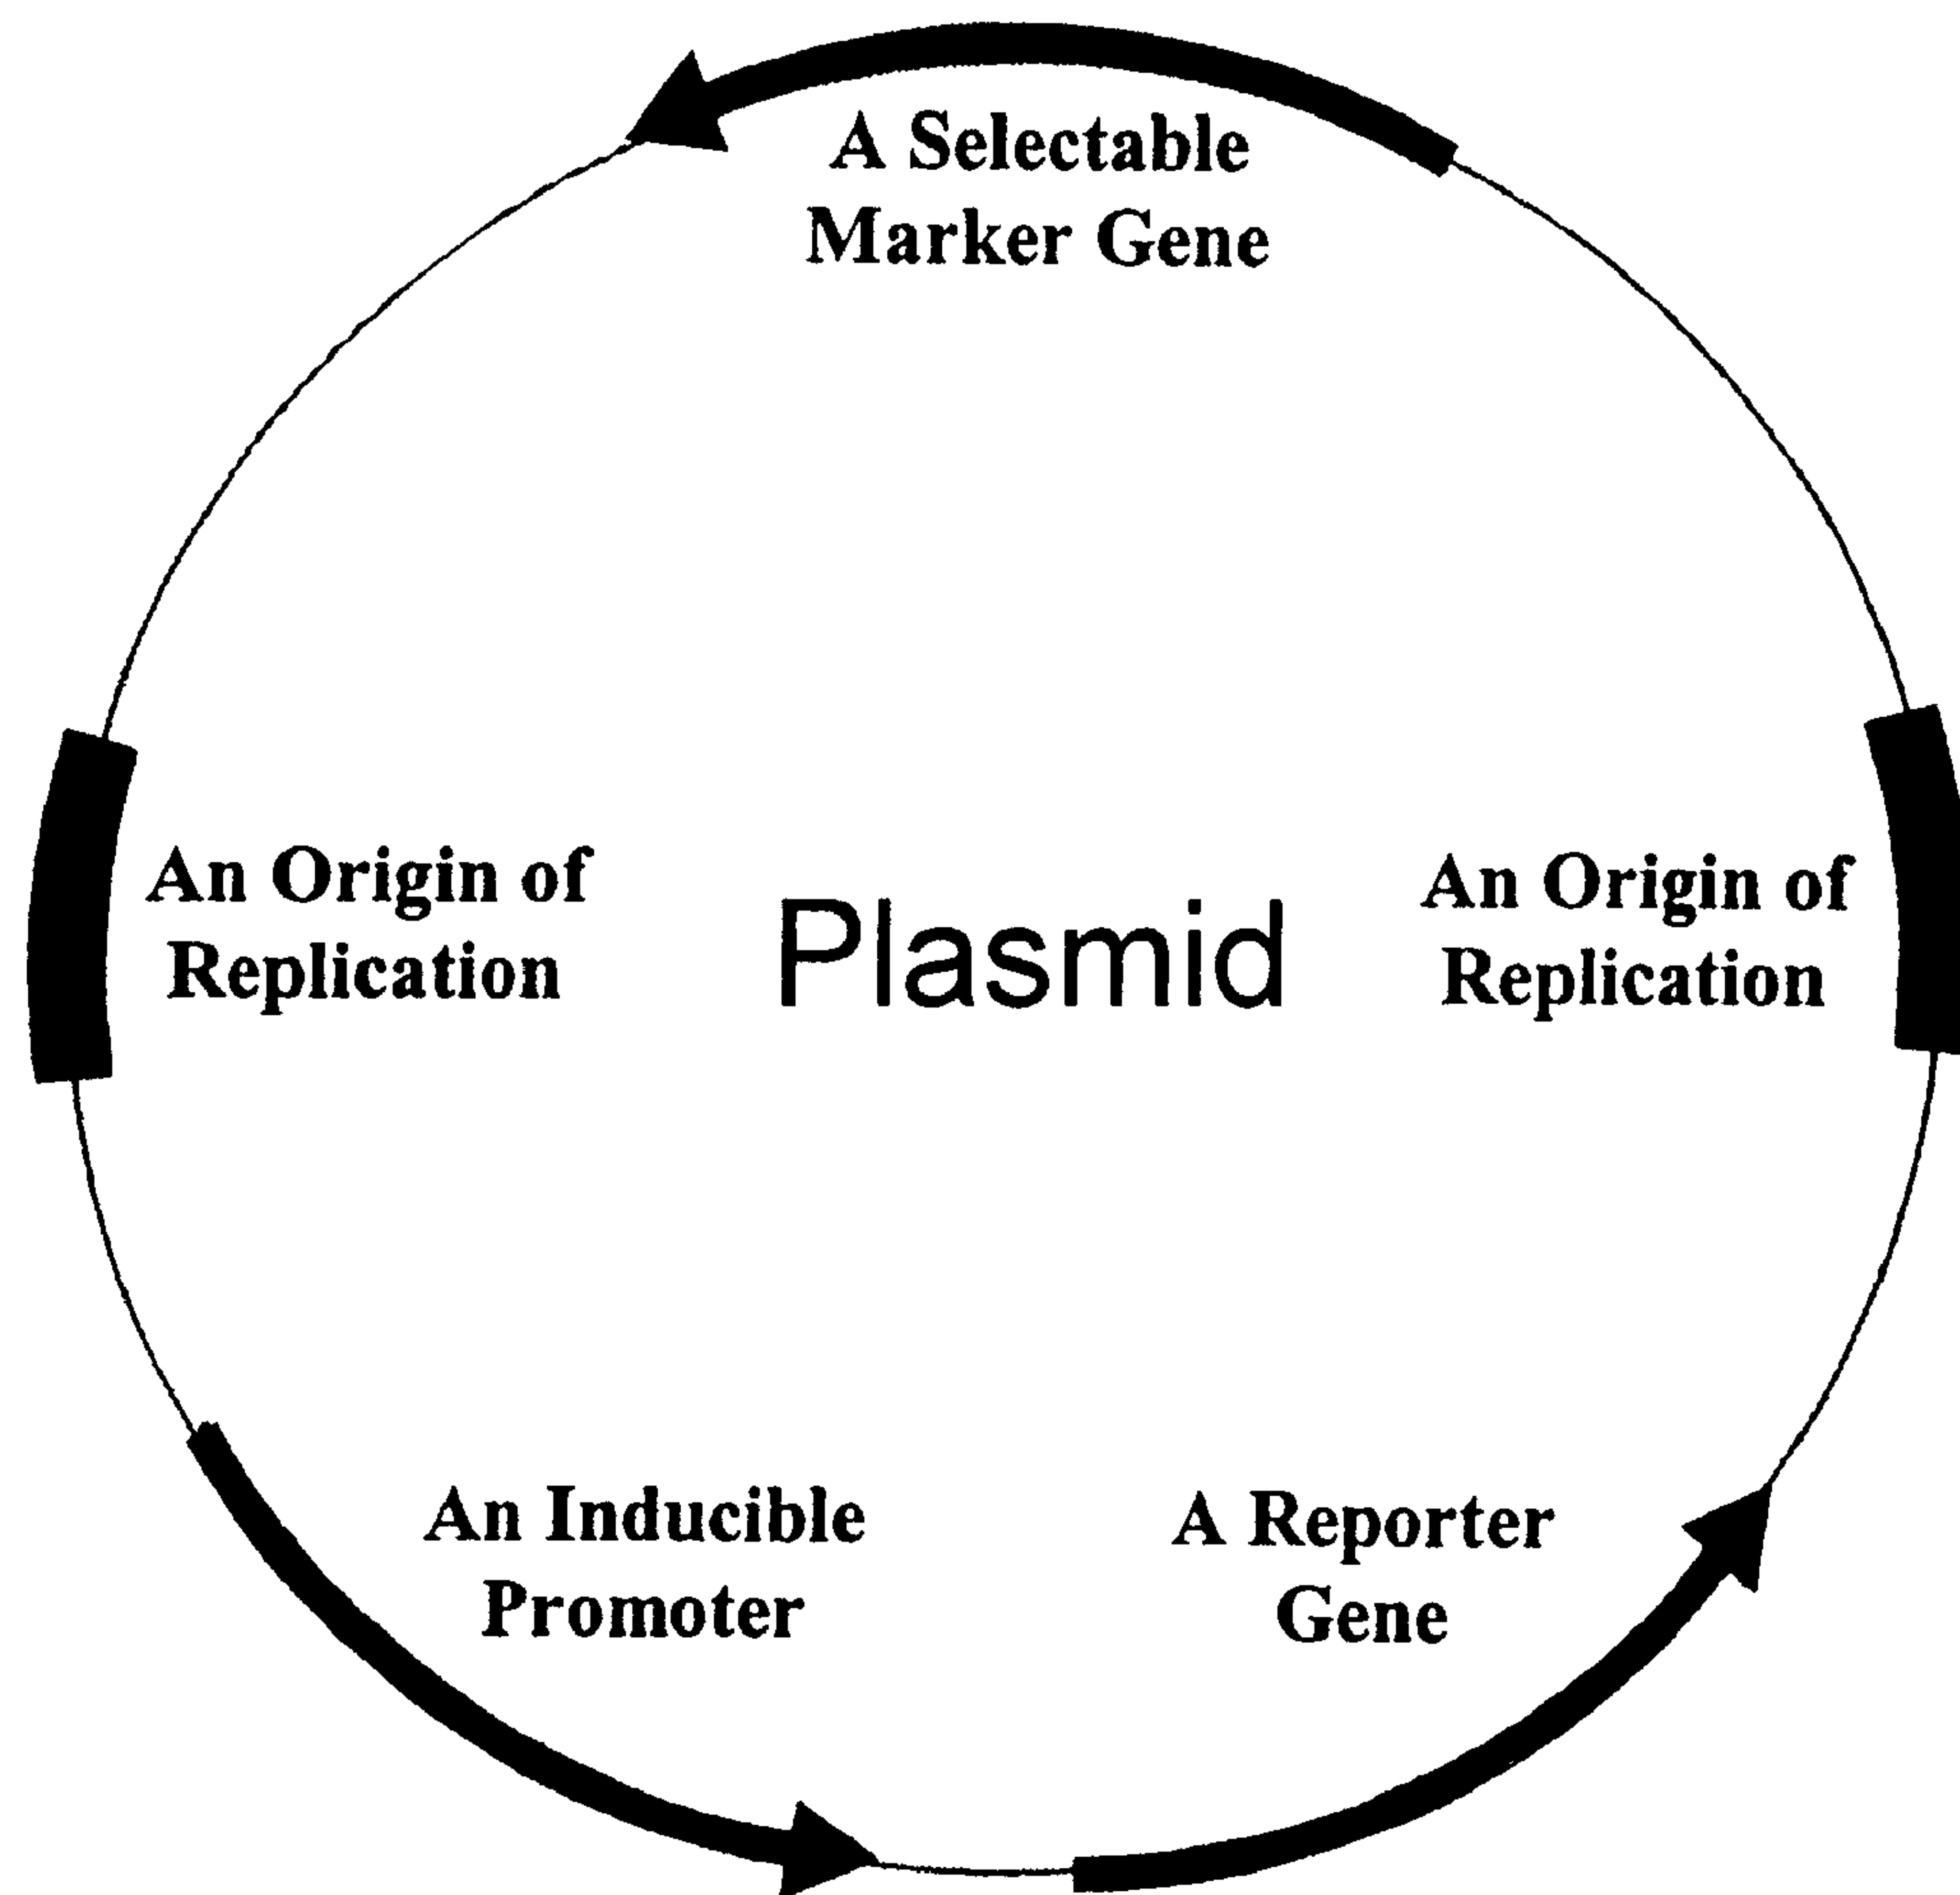 A Selectable
Marker Gene
An Origin of
Replication
Plasmid
An Origin of
Replication
An Inducible
Promoter
A Reporter
Gene